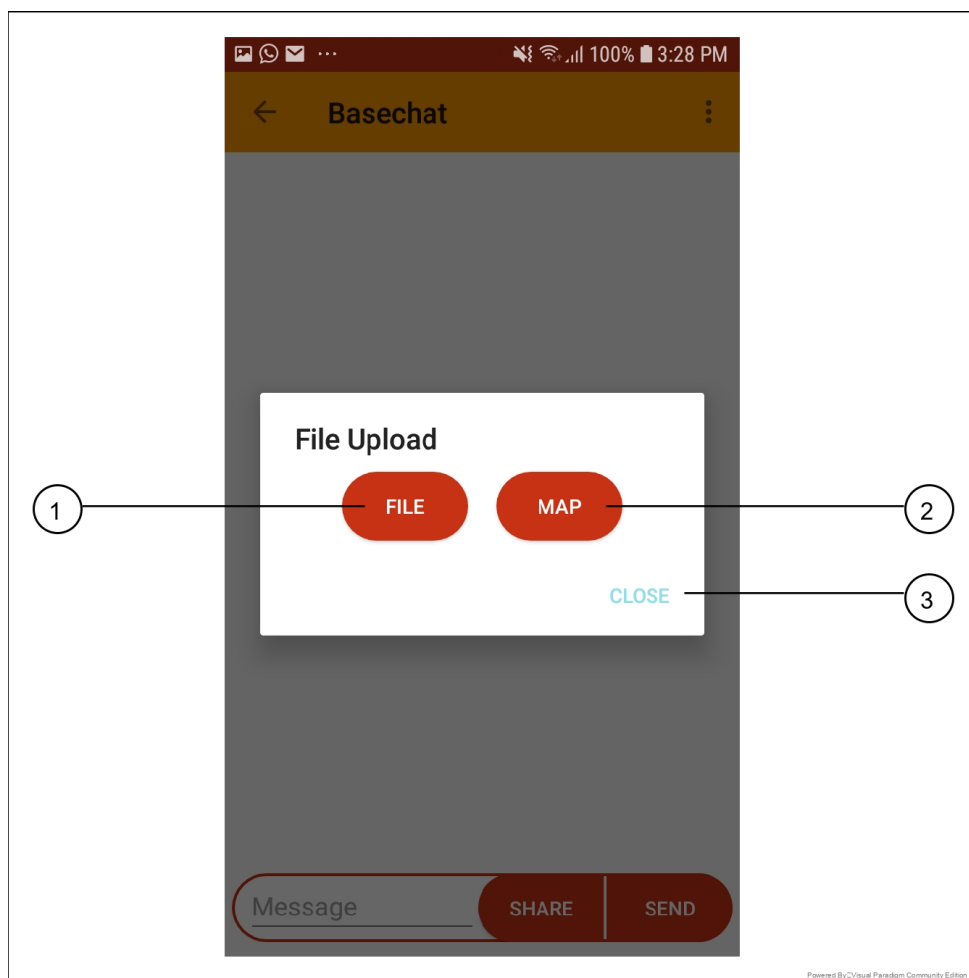 100% 3:28 PM
Basechat
File Upload
1 FILE MAP 2
CLOSE 3
Message SHARE SEND
Powered By Visual Paradigm Community Edition